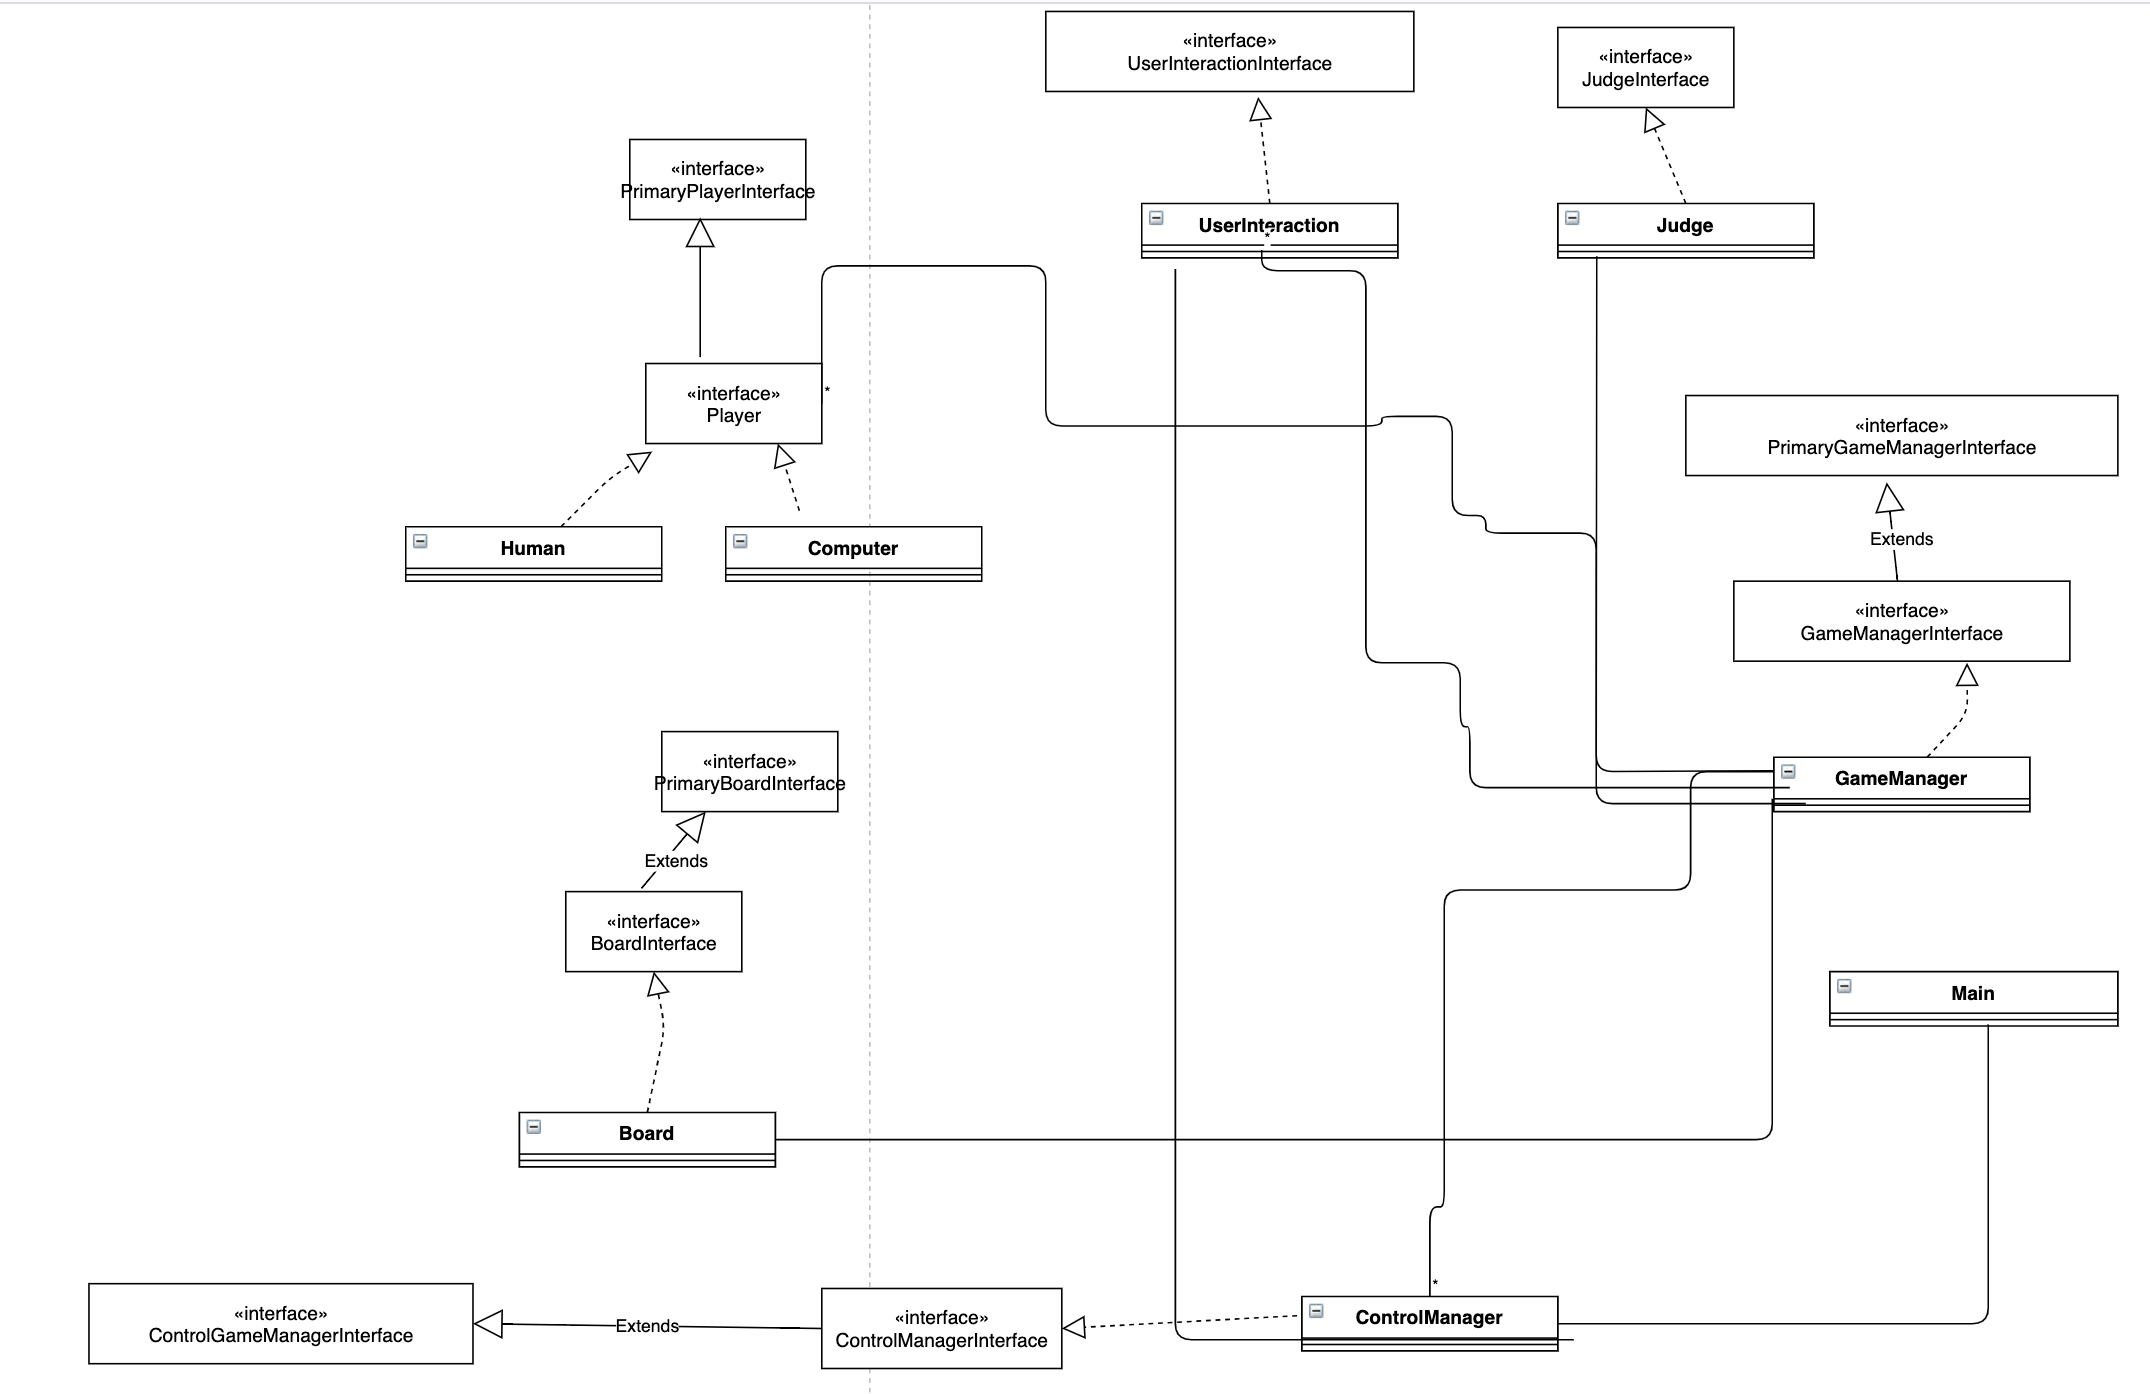 «interface»
UserInteractionInterface
«interface»
JudgeInterface
«interface»
PrimaryPlayerInterface
UserInteraction
*
Judge
«interface»
Player
*
«interface»
PrimaryGameManagerInterface
Extends
Human
Computer
«interface»
GameManagerInterface
«interface»
PrimaryBoardInterface
GameManager
Extends
«interface»
BoardInterface
Main
Board
*
«interface»
ControlGameManagerInterface
Extends
«interface»
ControlManagerInterface
ControlManager